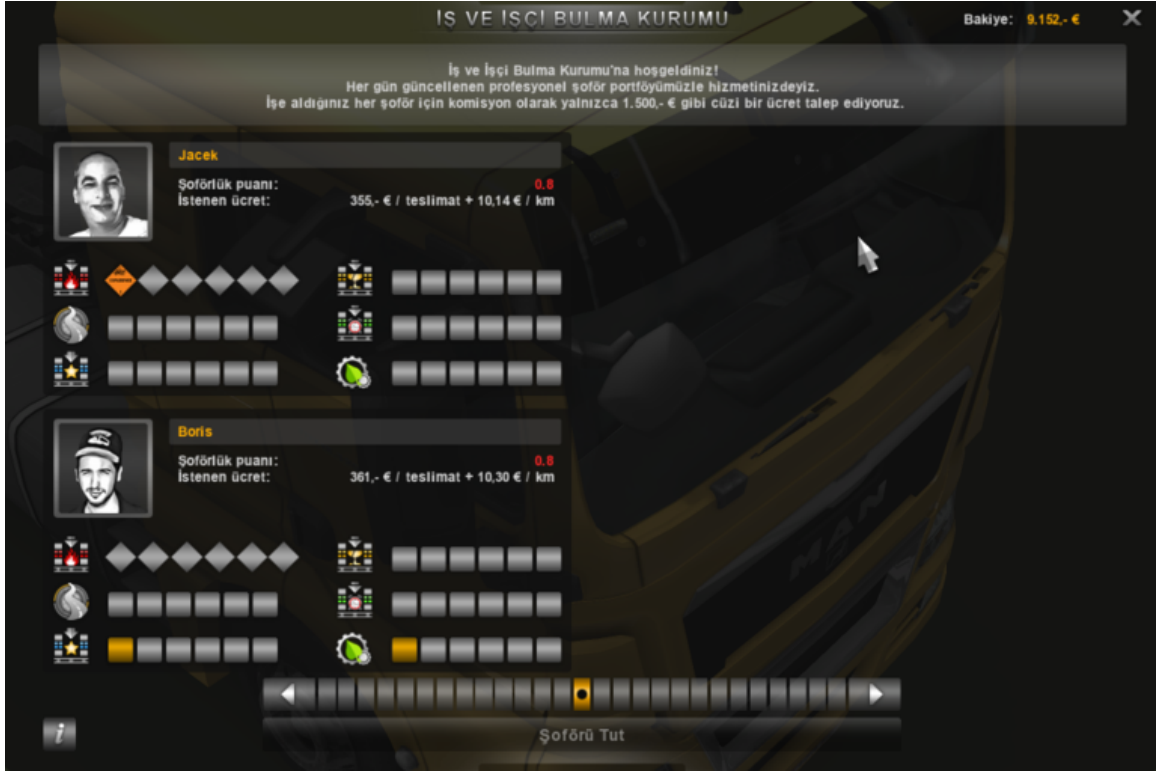 İŞ VE İŞÇİ BULMA KURUMU
Bakiye: 9.152,- €
İş ve İşçi Bulma Kurumu'na hoşgeldiniz!
Her gün güncellenen profesyonel şoför portföyümüzle hizmetinizdeyiz.
İşe aldığınız her şoför için komisyon olarak yalnızca 1.500,- € gibi cüzi bir ücret talep ediyoruz.
Jacek
Şoförlük puanı: 0.8
İstenen ücret: 355,- € / teslimat + 10,14 € / km
Boris
Şoförlük puanı: 0.8
İstenen ücret: 361,- € / teslimat + 10,30 € / km
MAN
i
Şoförü Tut